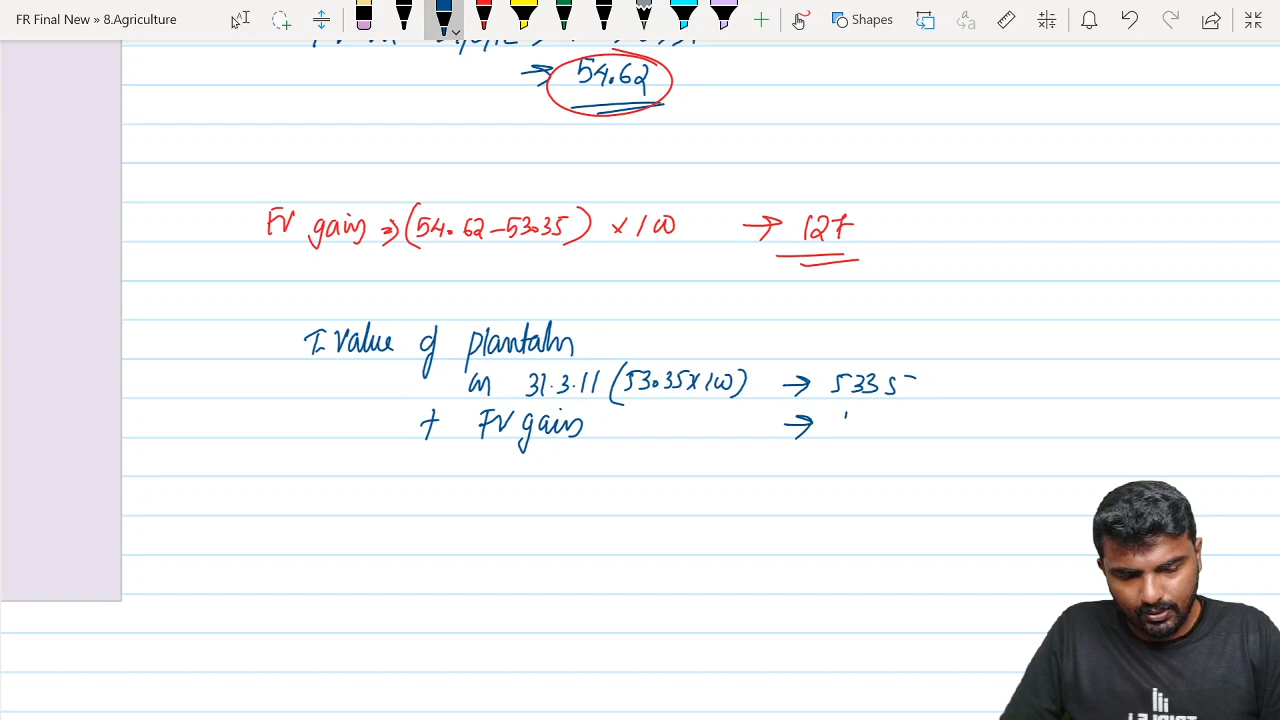 FR Final New » 8.Agriculture
Shapes
→ 54.62
FV gain ⇒ (54.62-53.35) × 100 → 127
I value of plantatn
on 31.3.11 (53.35×100) → 5335
+ FV gain →